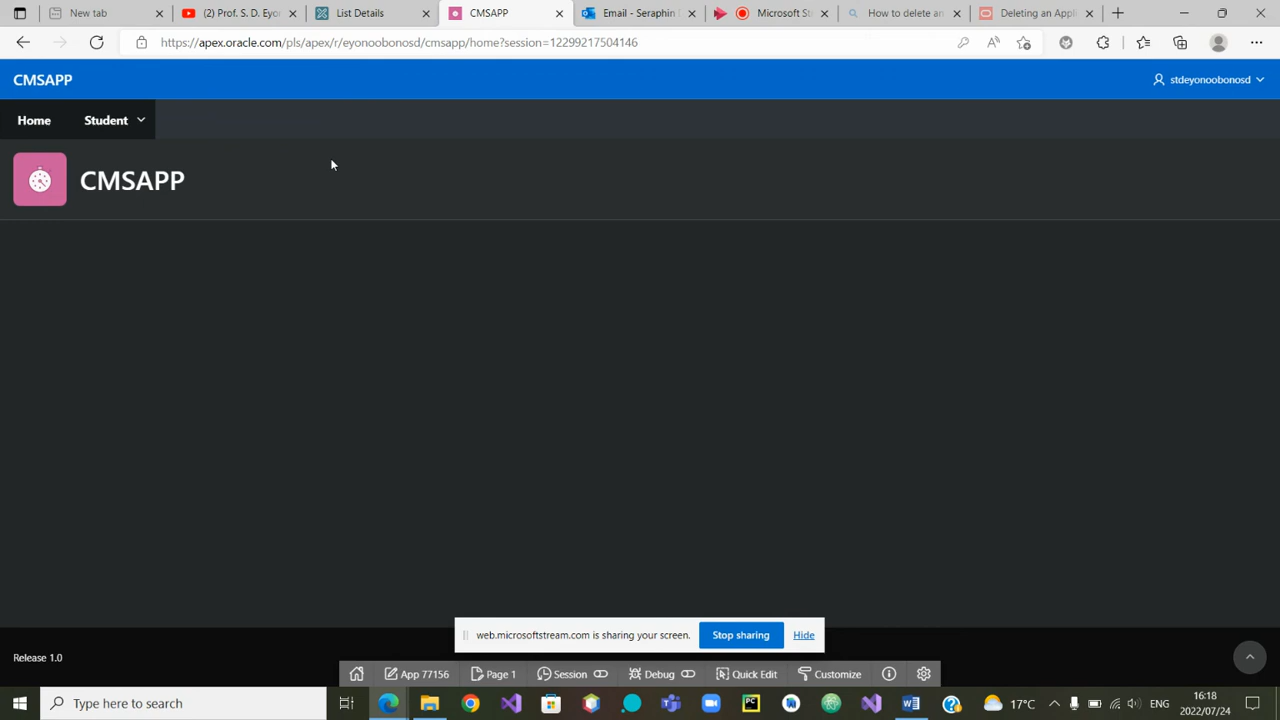 New tab
(2) Prof. S. D. Eyon
List Details
CMSAPP
Email - Seraphin
Microsoft St
How to delete an
Deleting an Appli
https://apex.oracle.com/pls/apex/r/eyonoobonosd/cmsapp/home?session=12299217504146
CMSAPP
stdeyonoobonosd
Home
Student
CMSAPP
web.microsoftstream.com is sharing your screen.
Stop sharing
Hide
Release 1.0
App 77156
Page 1
Session
Debug
Quick Edit
Customize
Type here to search
17°C
ENG
16:18
2022/07/24